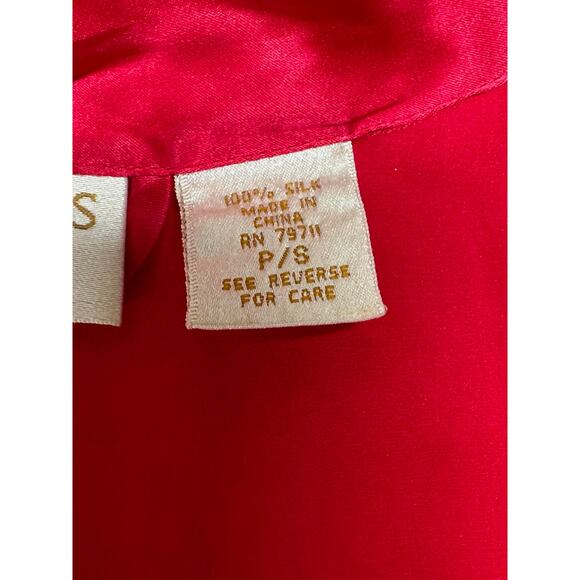 S
100% SILK
MADE IN
CHINA
RN 79711
P/S
SEE REVERSE
FOR CARE